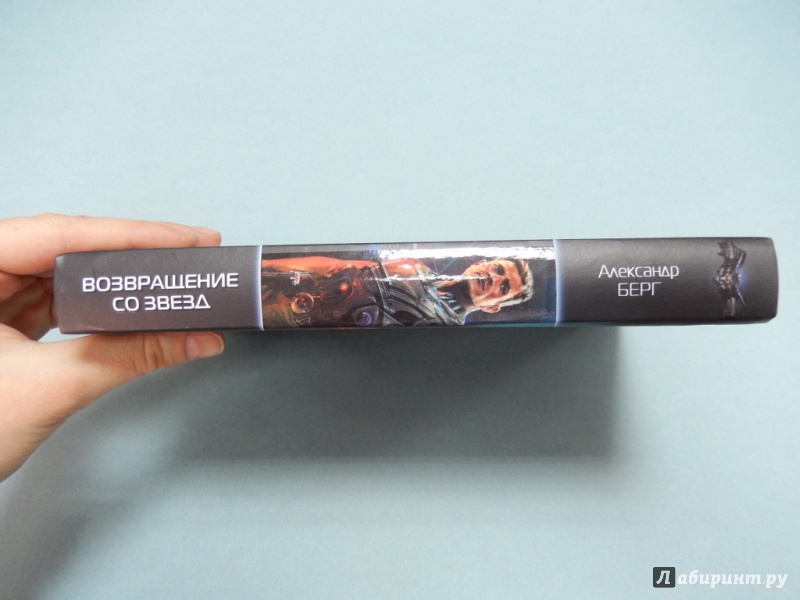 ВОЗВРАЩЕНИЕ
СО ЗВЕЗД
Александр
БЕРГ
Лабиринт.ру